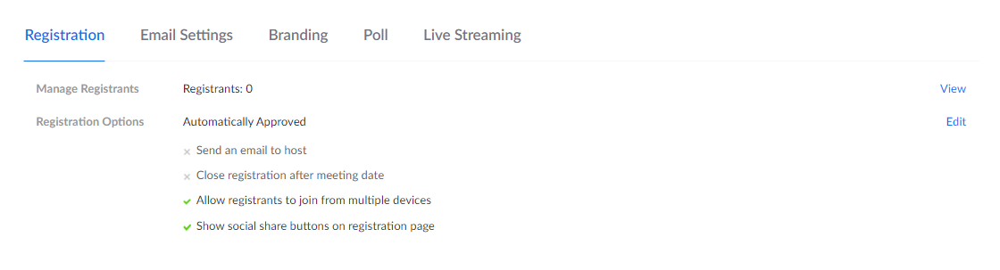 Registration Email Settings Branding Poll Live Streaming
Manage Registrants Registrants: 0 View
Registration Options Automatically Approved Edit
Send an email to host
Close registration after meeting date
Allow registrants to join from multiple devices
Show social share buttons on registration page